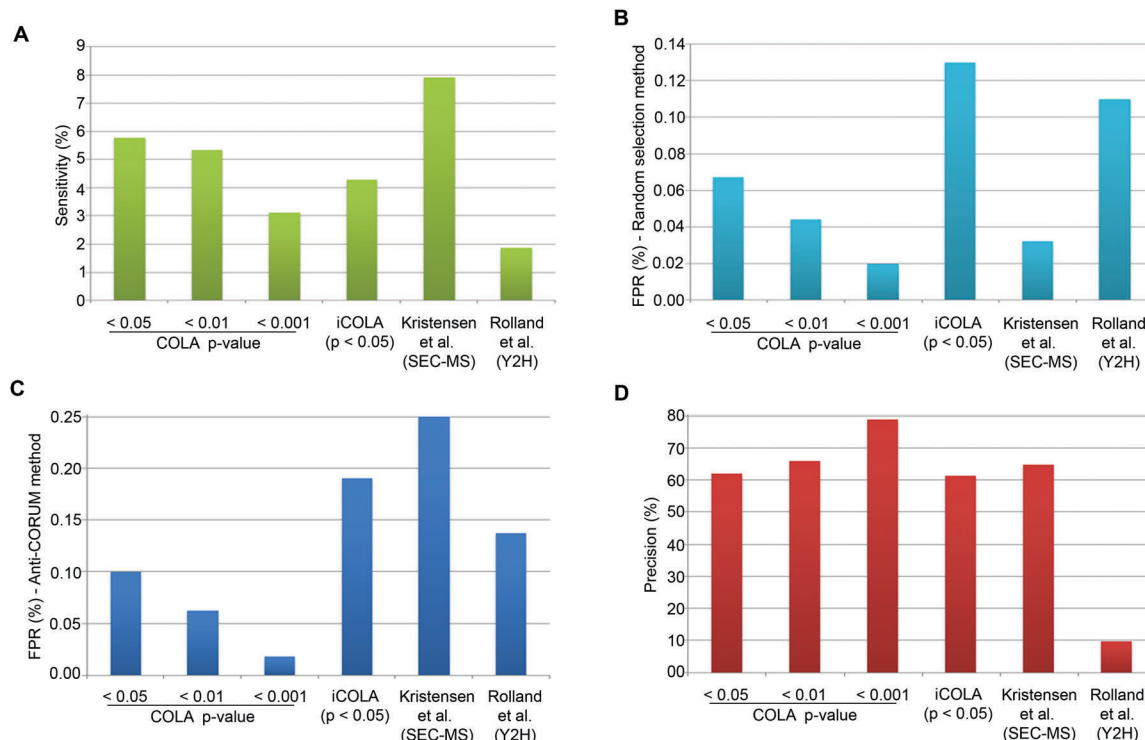 A
Sensitivity (%)
9
8
7
6
5
4
3
2
1
0
< 0.05
< 0.01
< 0.001
COLA p-value
iCOLA
(p < 0.05)
Kristensen
et al.
(SEC-MS)
Rolland
et al.
(Y2H)
B
FPR (%) - Random selection method
0.14
0.12
0.10
0.08
0.06
0.04
0.02
0.00
< 0.05
< 0.01
< 0.001
COLA p-value
iCOLA
(p < 0.05)
Kristensen
et al.
(SEC-MS)
Rolland
et al.
(Y2H)
C
FPR (%) - Anti-CORUM method
0.25
0.20
0.15
0.10
0.05
0.00
< 0.05
< 0.01
< 0.001
COLA p-value
iCOLA
(p < 0.05)
Kristensen
et al.
(SEC-MS)
Rolland
et al.
(Y2H)
D
Precision (%)
80
70
60
50
40
30
20
10
00
< 0.05
< 0.01
< 0.001
COLA p-value
iCOLA
(p < 0.05)
Kristensen
et al.
(SEC-MS)
Rolland
et al.
(Y2H)